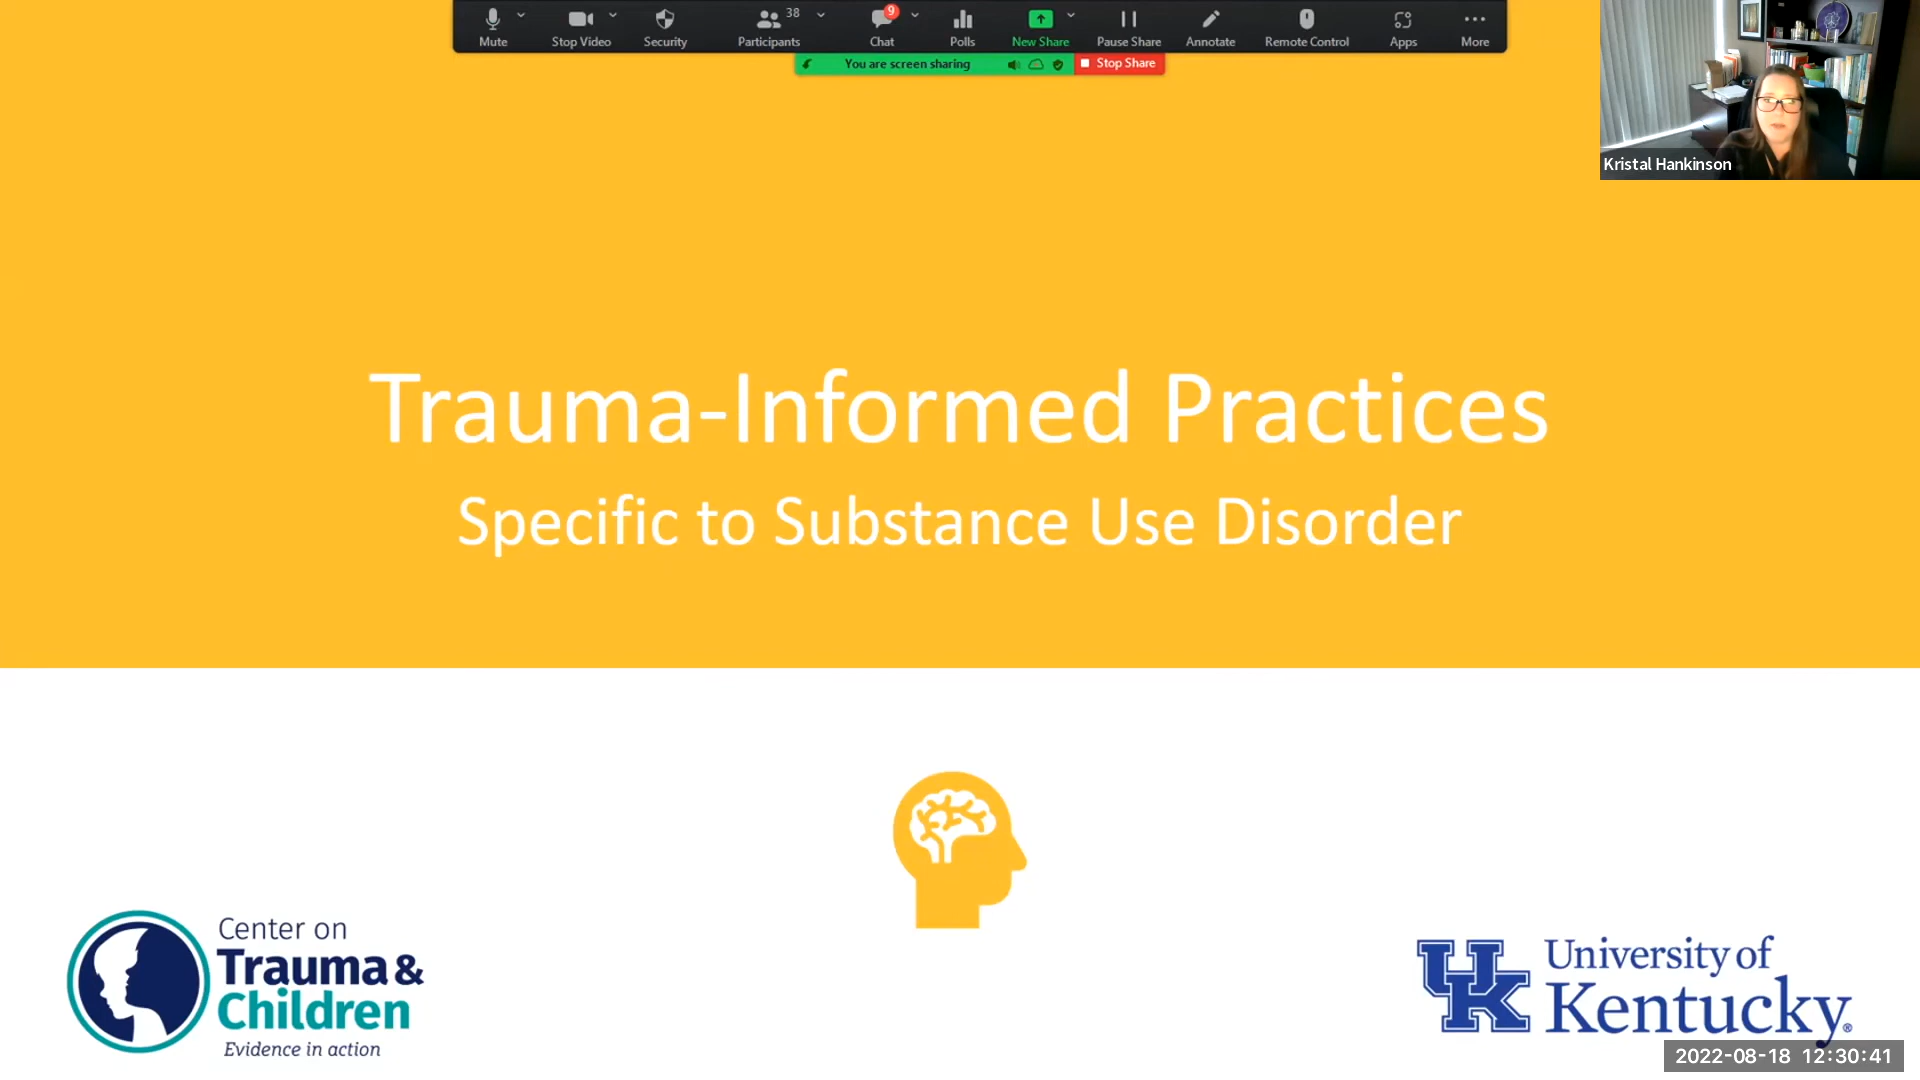 38
9
Mute
Stop Video
Security
Participants
Chat
Polls
New Share
Pause Share
Annotate
Remote Control
Apps
More
You are screen sharing
Stop Share
Kristal Hankinson
Trauma-Informed Practices
Specific to Substance Use Disorder
Center on
Trauma &
Children
Evidence in action
UK
University of
Kentucky®
2022-08-18 12:30:41